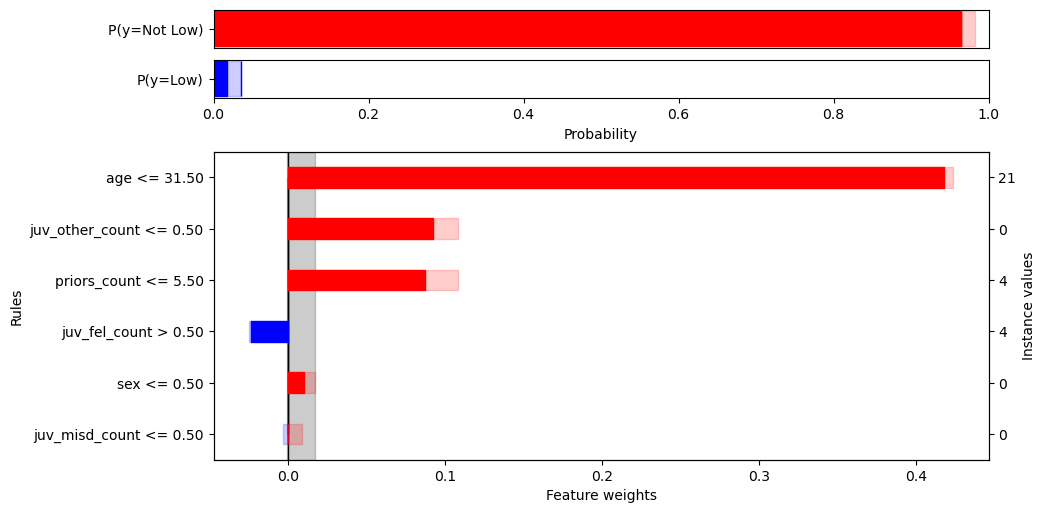 P(y=Not Low)
P(y=Low)
0.0 0.2 0.4 0.6 0.8 1.0
Probability
age <= 31.50 21
juv_other_count <= 0.50 0
priors_count <= 5.50 4
juv_fel_count > 0.50 4
sex <= 0.50 0
juv_misd_count <= 0.50 0
Rules
Instance values
0.0 0.1 0.2 0.3 0.4
Feature weights